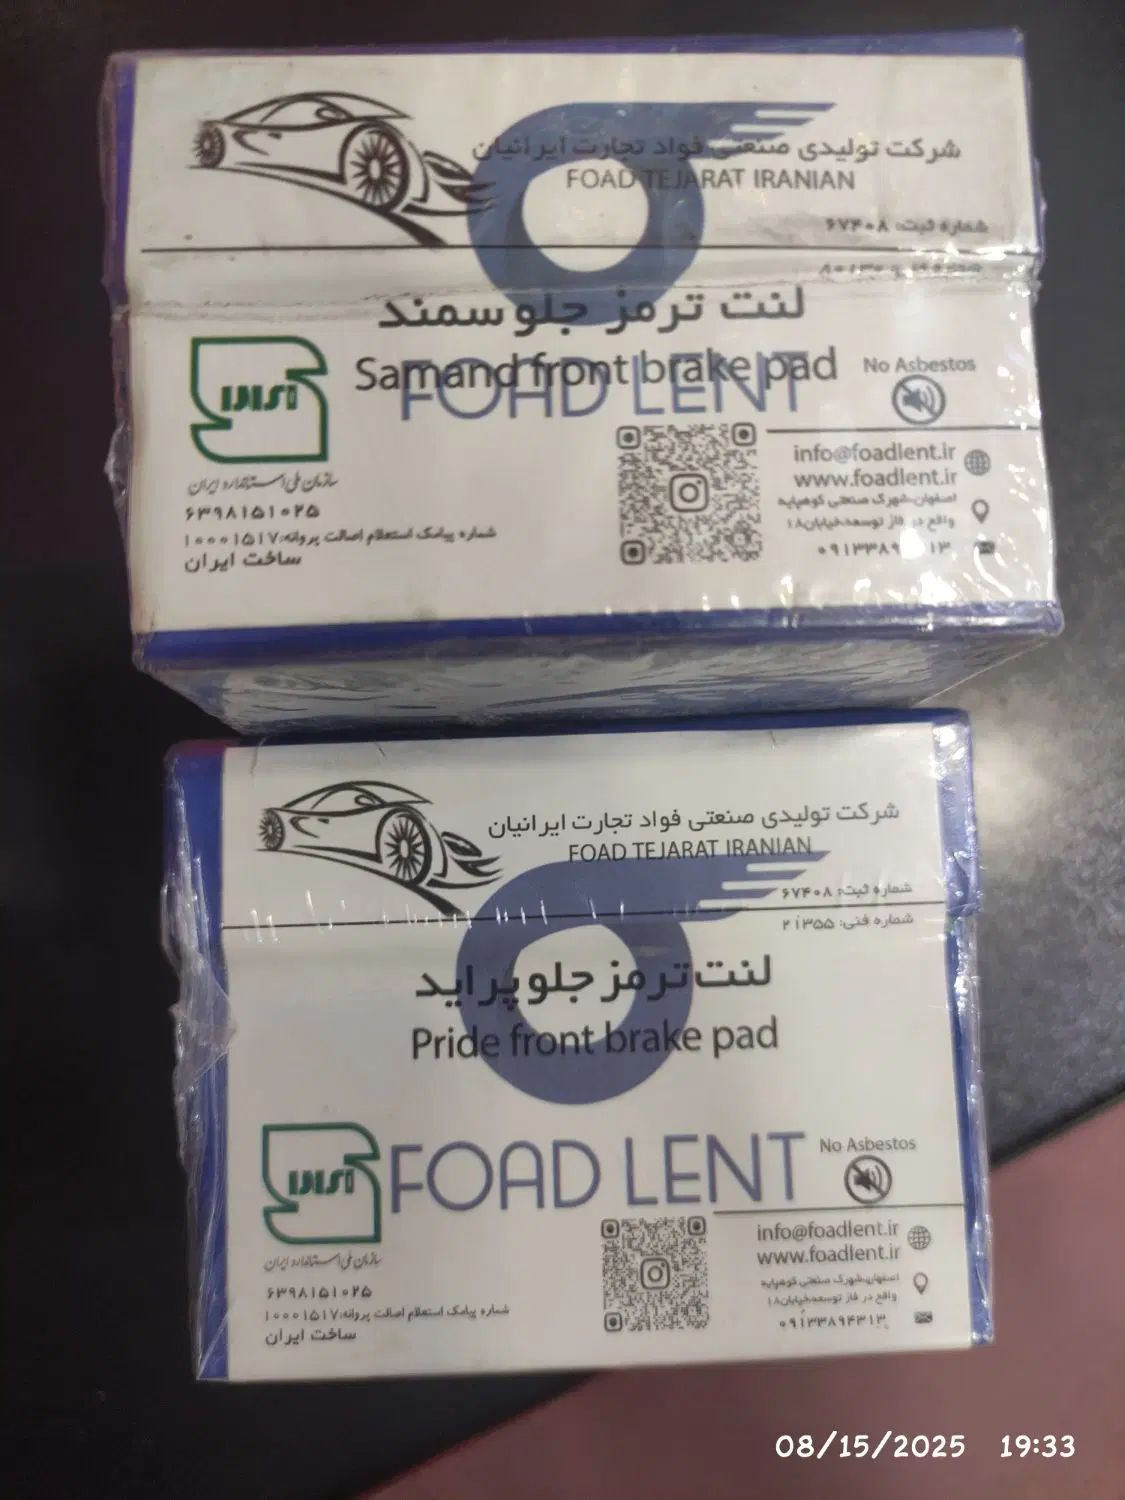 شرکت تولیدی صنعتی فواد تجارت ایرانیان
FOAD TEJARAT IRANIAN
شماره ثبت: ۶۷۴۰۸
لنت ترمز جلو سمند
Samand front brake pad
FOAD LENT
No Asbestos
info@foadlent.ir
www.foadlent.ir
اصفهان-شهرک صنعتی کوهپایه
واقع در فاز توسعه-خیابان۱۸
سازمان ملی استاندارد ایران
۶۳۹۸۱۵۱۰۲۵
شماره پیامک استعلام اصالت پروانه:۱۰۰۰۱۵۱۷
ساخت ایران
شرکت تولیدی صنعتی فواد تجارت ایرانیان
FOAD TEJARAT IRANIAN
شماره ثبت: ۶۷۴۰۸
شماره فنی: ۲۱۳۵۵
لنت ترمز جلو پراید
Pride front brake pad
FOAD LENT
No Asbestos
info@foadlent.ir
www.foadlent.ir
اصفهان-شهرک صنعتی کوهپایه
واقع در فاز توسعه-خیابان۱۸
۰۹۱۳۳۸۹۴۳۱۳
سازمان ملی استاندارد ایران
۶۳۹۸۱۵۱۰۲۵
شماره پیامک استعلام اصالت پروانه:۱۰۰۰۱۵۱۷
ساخت ایران
08/15/2025 19:33